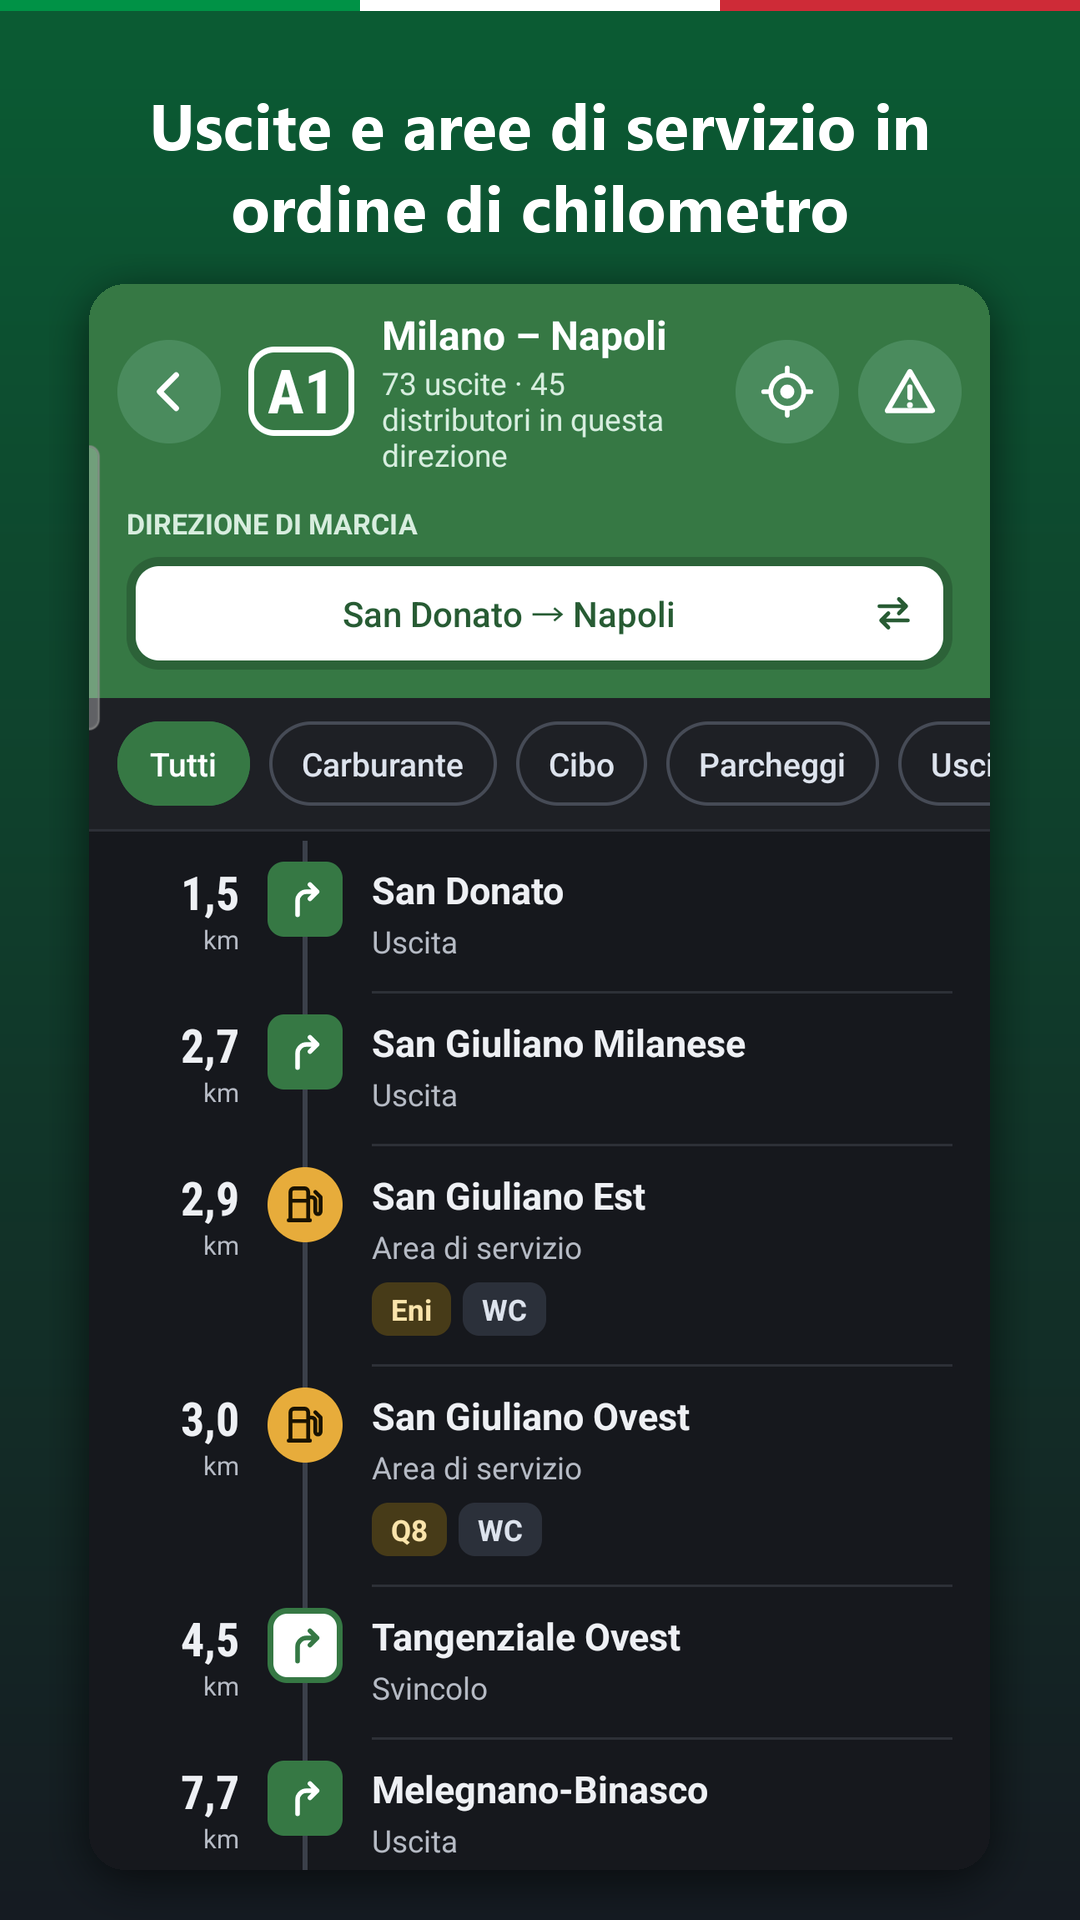 Uscite e aree di servizio in
ordine di chilometro
A1
Milano – Napoli
73 uscite · 45
distributori in questa
direzione
DIREZIONE DI MARCIA
San Donato → Napoli
Tutti
Carburante
Cibo
Parcheggi
Usci
1,5
km
San Donato
Uscita
2,7
km
San Giuliano Milanese
Uscita
2,9
km
San Giuliano Est
Area di servizio
Eni
WC
3,0
km
San Giuliano Ovest
Area di servizio
Q8
WC
4,5
km
Tangenziale Ovest
Svincolo
7,7
km
Melegnano-Binasco
Uscita